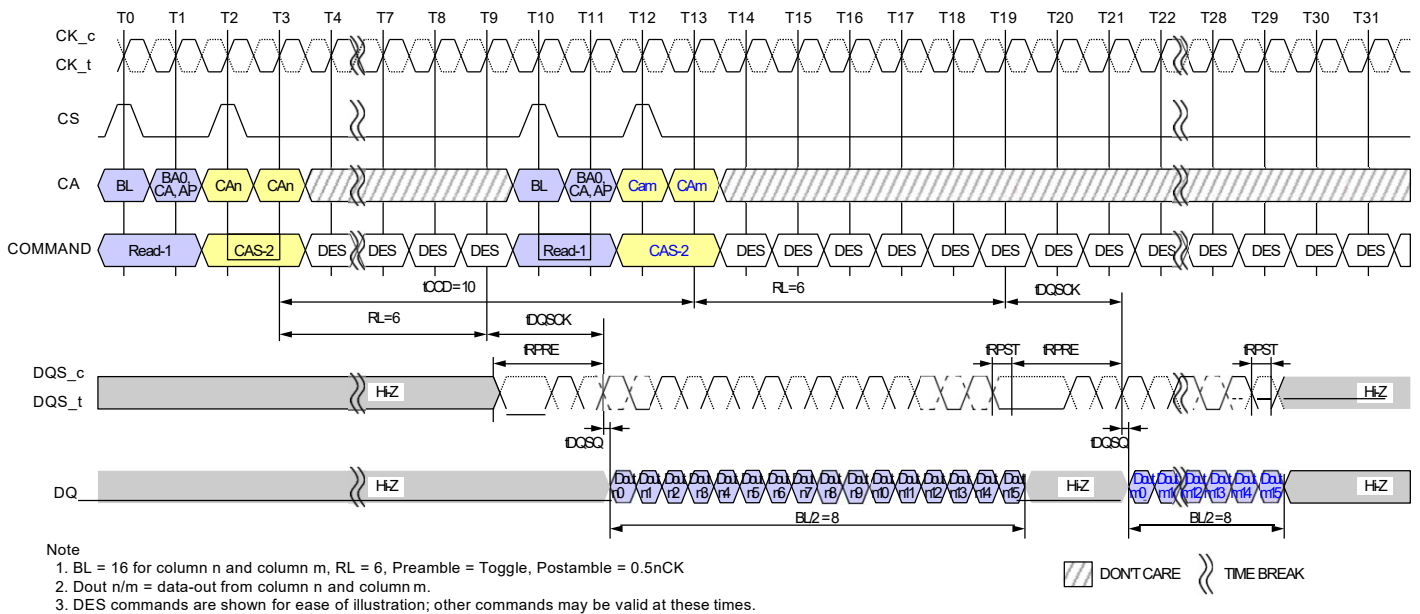 T0 T1 T2 T3 T4 T7 T8 T9 T10 T11 T12 T13 T14 T15 T16 T17 T18 T19 T20 T21 T22 T28 T29 T30 T31
CK_c
CK_t
CS
CA BL BA0, CA, AP CAn CAn BL BA0, CA, AP Cam CAm
COMMAND Read-1 CAS-2 DES DES DES DES Read-1 CAS-2 DES DES DES DES DES DES DES DES DES DES DES DES DES
tCCD = 10 RL=6 tDQSCK
RL=6 tDQSCK
tRPRE tRPST tRPRE tRPST
DQS_c
DQS_t Hi-Z Hi-Z
tDQSQ tDQSQ
DQ Hi-Z Dout n0 Dout n1 Dout n2 Dout n3 Dout n4 Dout n5 Dout n6 Dout n7 Dout n8 Dout n9 Dout n10 Dout n11 Dout n12 Dout n13 Dout n14 Dout n15 Hi-Z Dout m0 Dout m1 Dout m12 Dout m13 Dout m14 Dout m15 Hi-Z
BL/2 = 8 BL/2 = 8
Note
1. BL = 16 for column n and column m, RL = 6, Preamble = Toggle, Postamble = 0.5nCK
2. Dout n/m = data-out from column n and column m.
3. DES commands are shown for ease of illustration; other commands may be valid at these times.
DON'T CARE TIME BREAK